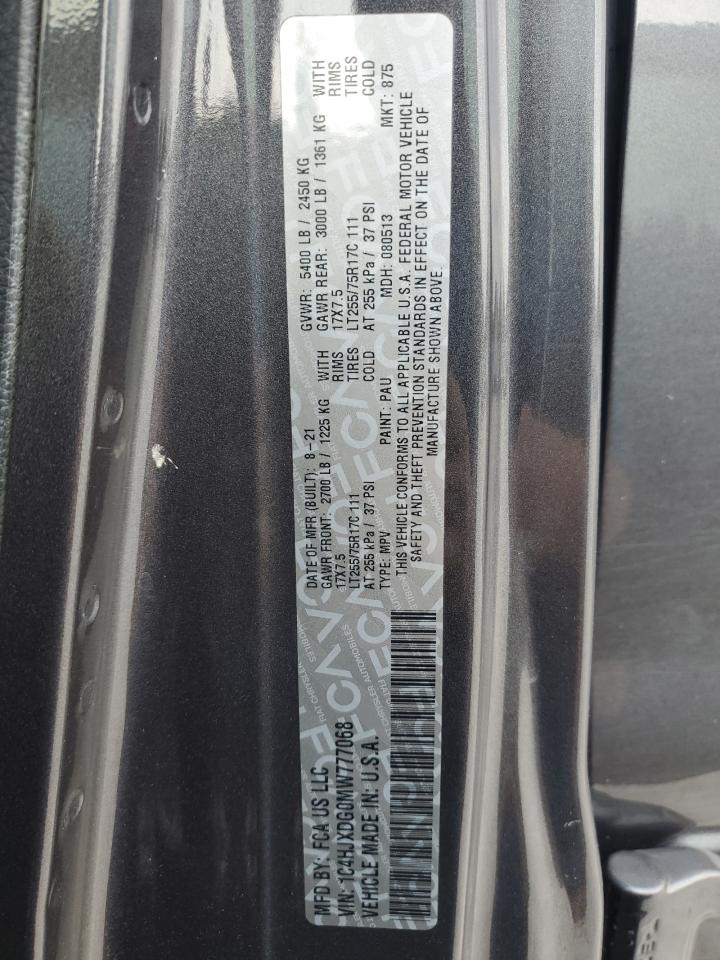 MFD BY: FCA US LLC
DATE OF MFR (BUILT): 8-21
GVWR: 5400 LB / 2450 KG
GAWR FRONT: 2700 LB / 1225 KG WITH
GAWR REAR: 3000 LB / 1361 KG WITH
17X7.5 RIMS
17X7.5 RIMS
LT255/75R17C 111 TIRES
LT255/75R17C 111 TIRES
AT 255 kPa / 37 PSI COLD
AT 255 kPa / 37 PSI COLD
VIN: 1C4HJXDG0MW777068
TYPE: MPV PAINT: PAU MDH: 080513 MKT: 875
VEHICLE MADE IN: U.S.A.
THIS VEHICLE CONFORMS TO ALL APPLICABLE U.S.A. FEDERAL MOTOR VEHICLE
SAFETY AND THEFT PREVENTION STANDARDS IN EFFECT ON THE DATE OF
MANUFACTURE SHOWN ABOVE.